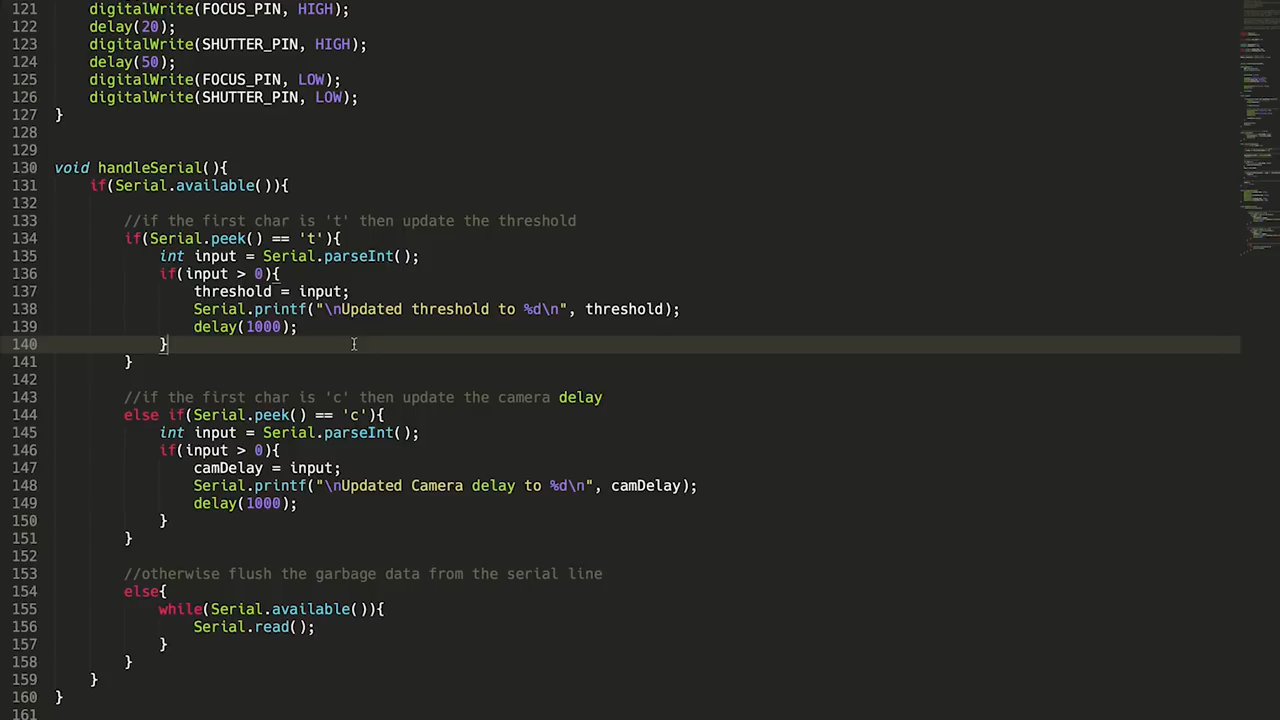 121 digitalWrite(FOCUS_PIN, HIGH);
122 delay(20);
123 digitalWrite(SHUTTER_PIN, HIGH);
124 delay(50);
125 digitalWrite(FOCUS_PIN, LOW);
126 digitalWrite(SHUTTER_PIN, LOW);
127 }
128
129
130 void handleSerial(){
131 if(Serial.available()){
132
133 //if the first char is 't' then update the threshold
134 if(Serial.peek() == 't'){
135 int input = Serial.parseInt();
136 if(input > 0){
137 threshold = input;
138 Serial.printf("\nUpdated threshold to %d\n", threshold);
139 delay(1000);
140 }
141 }
142
143 //if the first char is 'c' then update the camera delay
144 else if(Serial.peek() == 'c'){
145 int input = Serial.parseInt();
146 if(input > 0){
147 camDelay = input;
148 Serial.printf("\nUpdated Camera delay to %d\n", camDelay);
149 delay(1000);
150 }
151 }
152
153 //otherwise flush the garbage data from the serial line
154 else{
155 while(Serial.available()){
156 Serial.read();
157 }
158 }
159 }
160 }
161